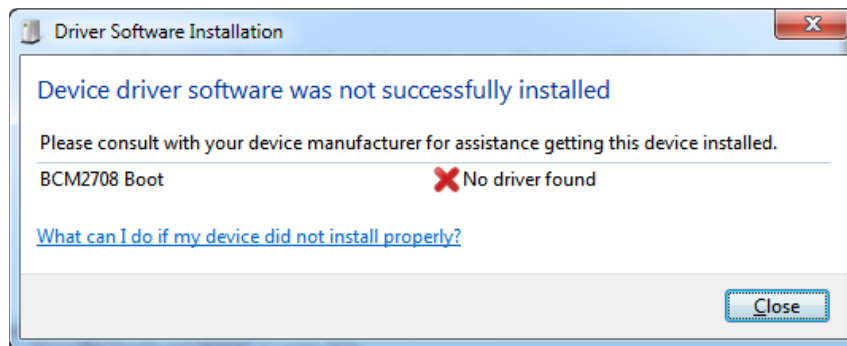 Driver Software Installation
Device driver software was not successfully installed
Please consult with your device manufacturer for assistance getting this device installed.
BCM2708 Boot No driver found
What can I do if my device did not install properly?
Close